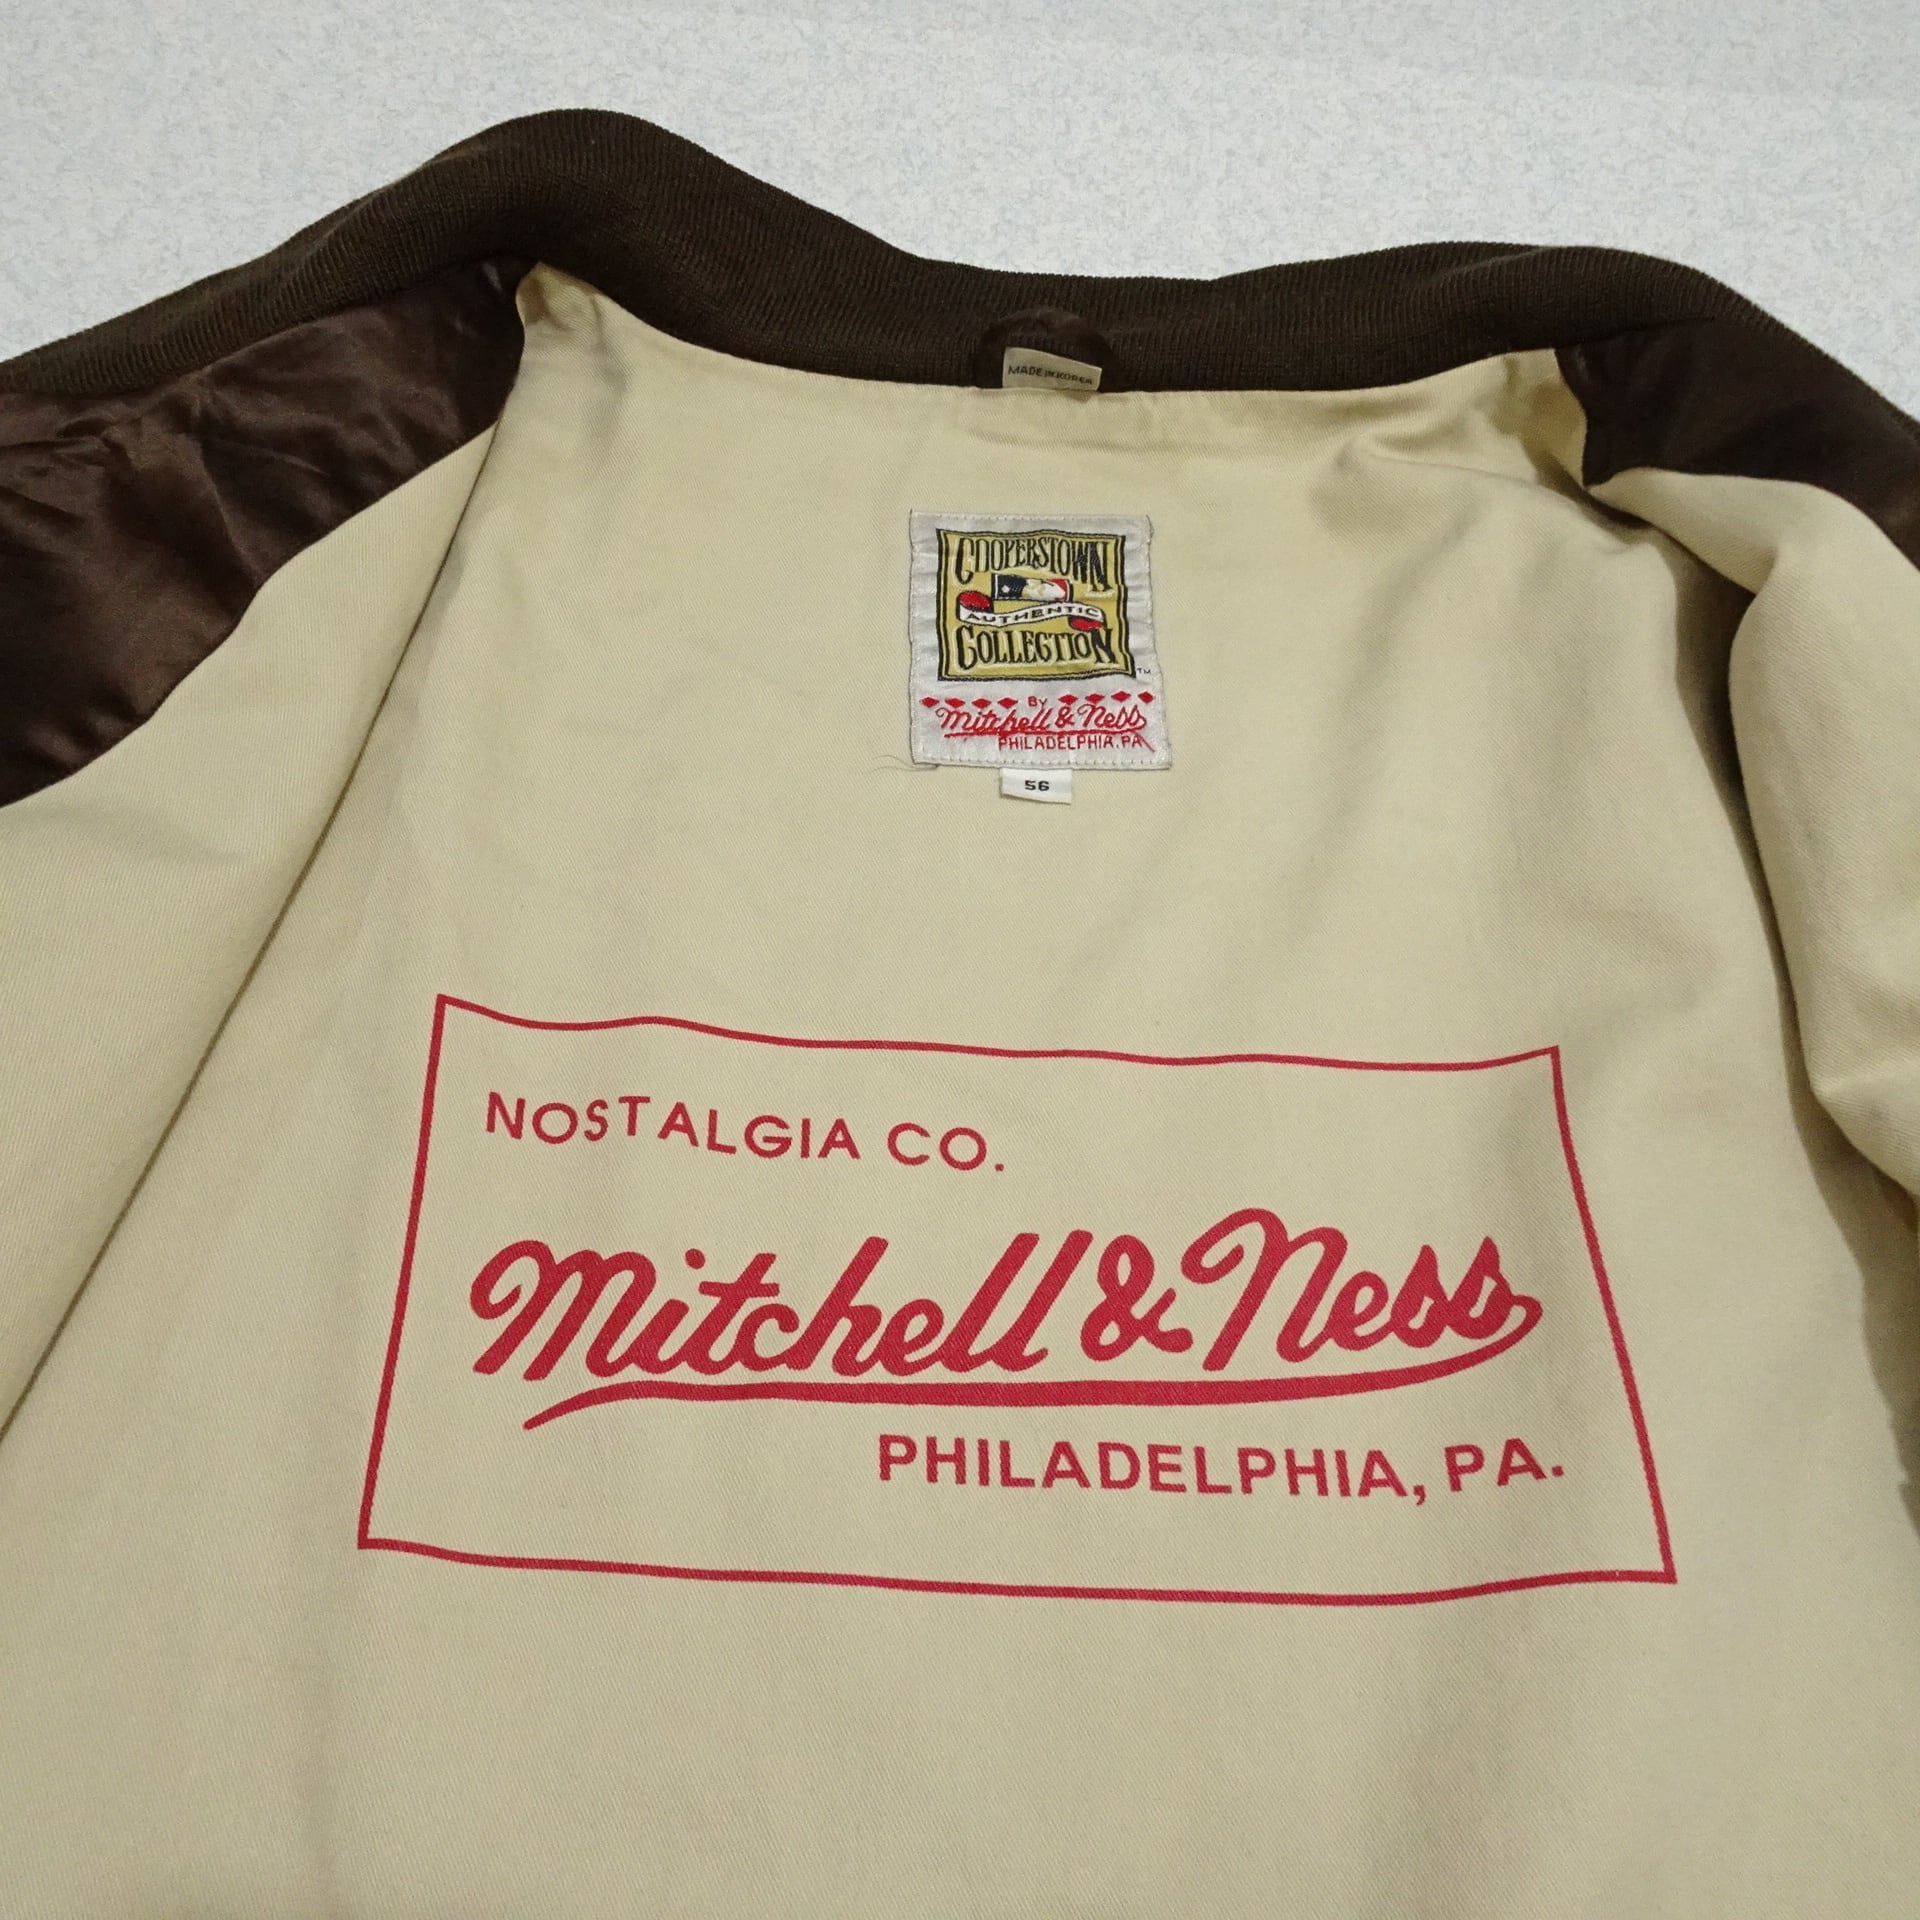 MADE IN KOREA
COOPERSTOWN
AUTHENTIC
COLLECTION
TM
BY
Mitchell & Ness
PHILADELPHIA, PA
56
NOSTALGIA CO.
Mitchell & Ness
PHILADELPHIA, PA.